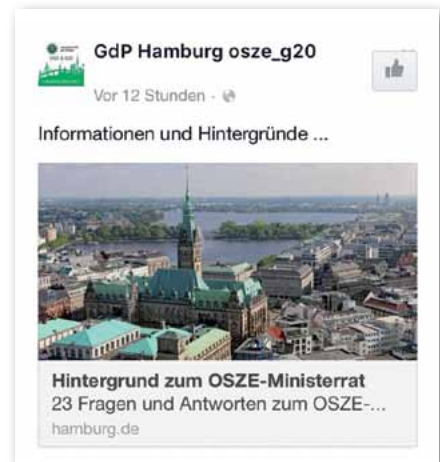 GdP Hamburg osze_g20
Vor 12 Stunden ·
Informationen und Hintergründe ...
Hintergrund zum OSZE-Ministerrat
23 Fragen und Antworten zum OSZE-...
hamburg.de